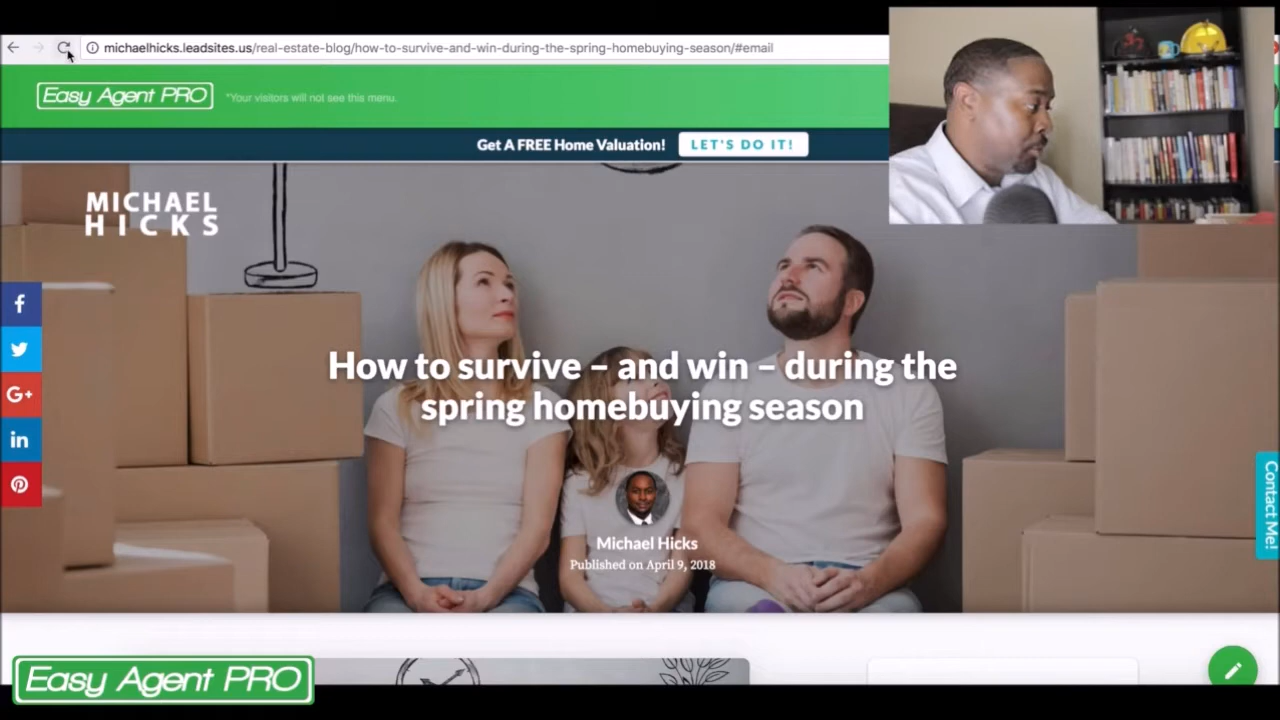 michaelhicks.leadsites.us/real-estate-blog/how-to-survive-and-win-during-the-spring-homebuying-season/#email
Easy Agent PRO
*Your visitors will not see this menu.
Get A FREE Home Valuation!
LET'S DO IT!
MICHAEL
HICKS
f
G+
in
How to survive – and win – during the
spring homebuying season
Michael Hicks
Published on April 9, 2018
Contact Me!
Easy Agent PRO